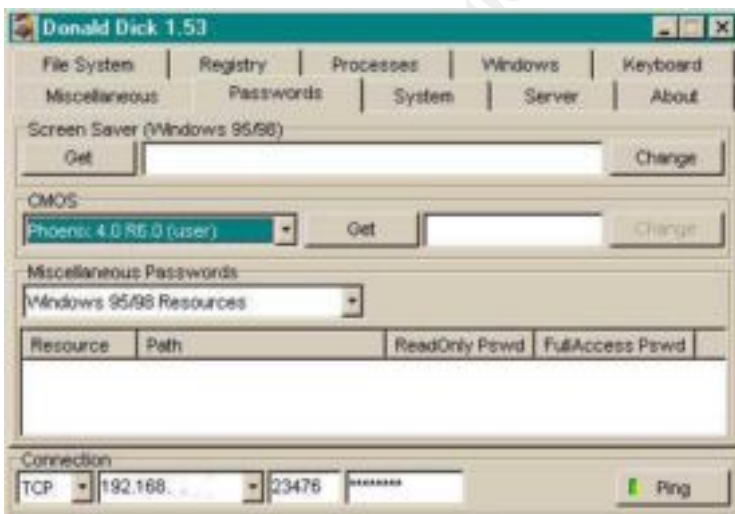 Donald Dick 1.53
File System Registry Processes Windows Keyboard
Miscellaneous Passwords System Server About
Screen Saver (Windows 95/98)
Get Change
CMOS
Phoenix 4.0 R6.0 (user) Get Change
Miscellaneous Passwords
Windows 95/98 Resources
Resource Path ReadOnly Pswd FullAccess Pswd
Connection
TCP 192.168. 23476 ******** Ping